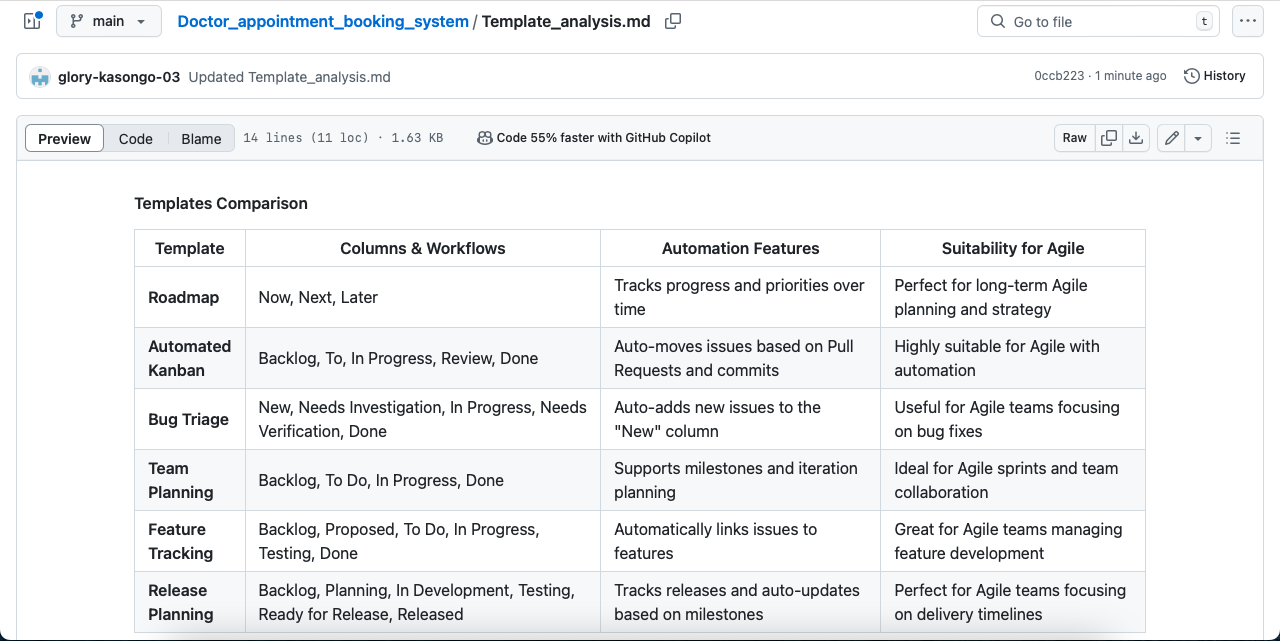 main
Doctor_appointment_booking_system / Template_analysis.md
Go to file
t
glory-kasongo-03 Updated Template_analysis.md
0ccb223 · 1 minute ago
History
Preview
Code
Blame
14 lines (11 loc) · 1.63 KB
Code 55% faster with GitHub Copilot
Raw
Templates Comparison
Template
Columns & Workflows
Automation Features
Suitability for Agile
Roadmap
Now, Next, Later
Tracks progress and priorities over
time
Perfect for long-term Agile
planning and strategy
Automated
Kanban
Backlog, To, In Progress, Review, Done
Auto-moves issues based on Pull
Requests and commits
Highly suitable for Agile with
automation
Bug Triage
New, Needs Investigation, In Progress, Needs
Verification, Done
Auto-adds new issues to the
"New" column
Useful for Agile teams focusing
on bug fixes
Team
Planning
Backlog, To Do, In Progress, Done
Supports milestones and iteration
planning
Ideal for Agile sprints and team
collaboration
Feature
Tracking
Backlog, Proposed, To Do, In Progress,
Testing, Done
Automatically links issues to
features
Great for Agile teams managing
feature development
Release
Planning
Backlog, Planning, In Development, Testing,
Ready for Release, Released
Tracks releases and auto-updates
based on milestones
Perfect for Agile teams focusing
on delivery timelines